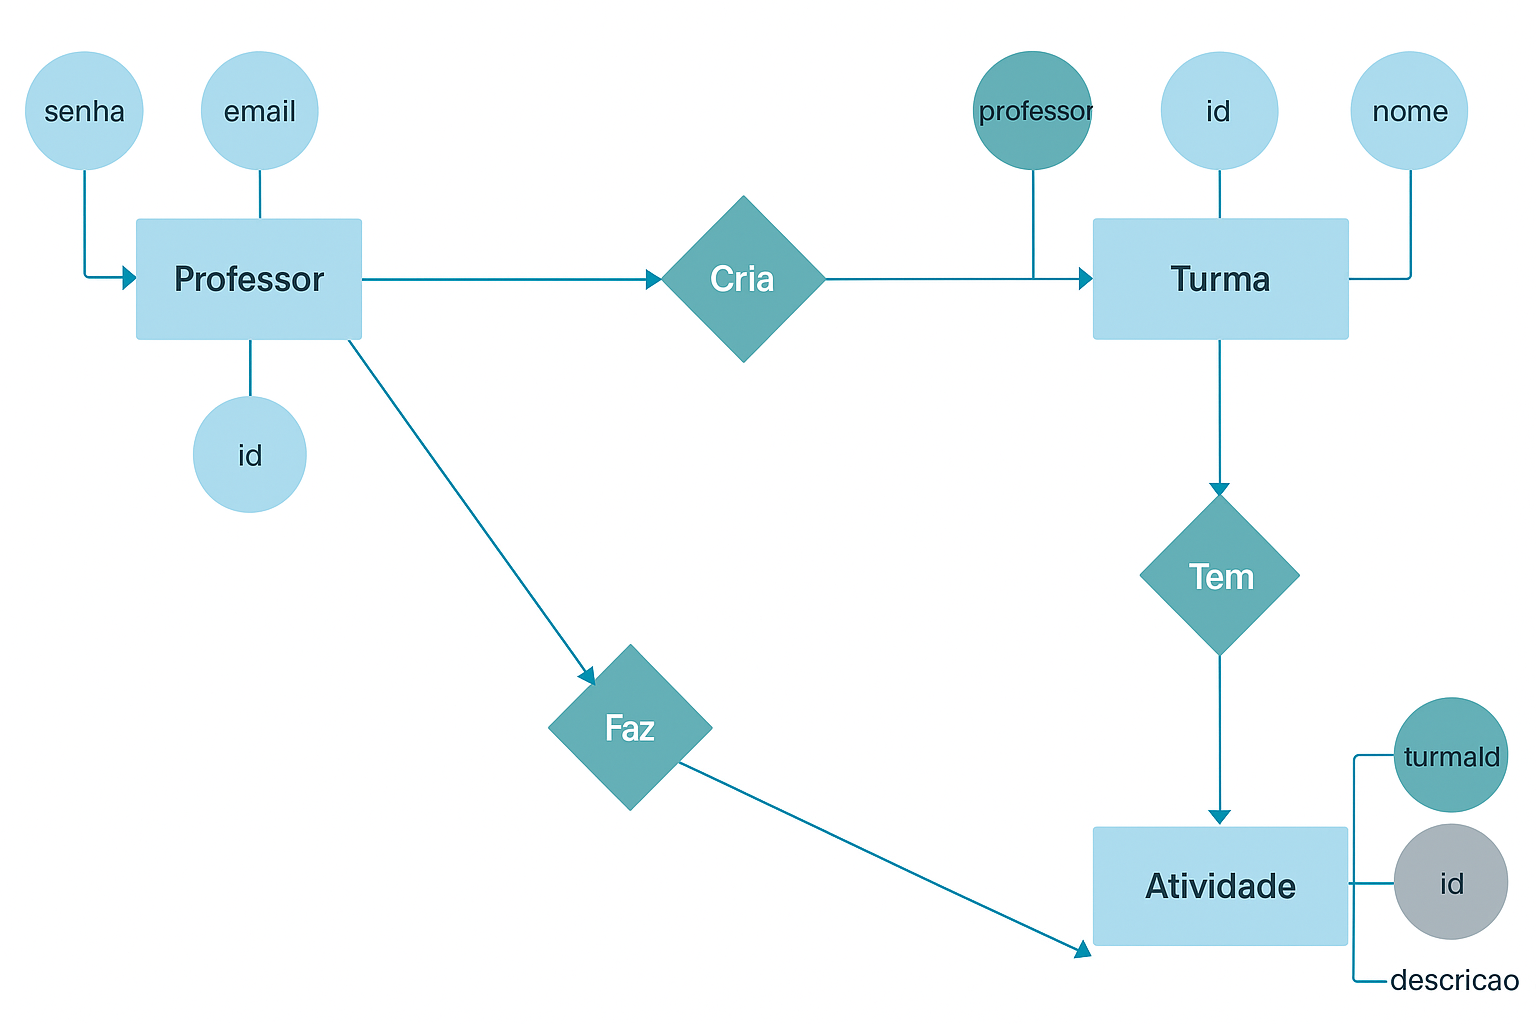 senha
email
professor
id
nome
Professor
Cria
Turma
id
Tem
Faz
turmaId
Atividade
id
descricao